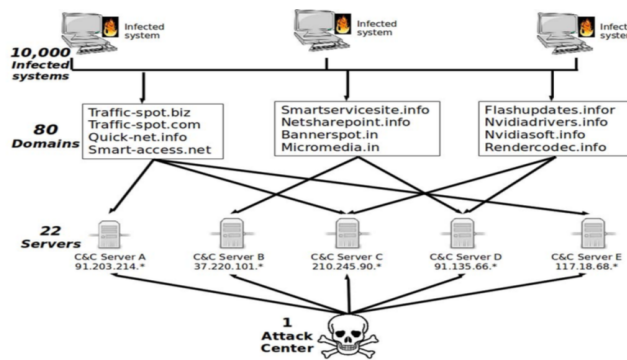 Infected
system
Infected
system
Infected
system
10,000
Infected
systems
80
Domains
Traffic-spot.biz
Traffic-spot.com
Quick-net.info
Smart-access.net
Smartservicesite.info
Netsharepoint.info
Bannerspot.in
Micromedia.in
Flashupdates.infor
Nvidiadrivers.info
Nvidiasoft.info
Rendercodec.info
22
Servers
C&C Server A
91.203.214.*
C&C Server B
37.220.101.*
C&C Server C
210.245.90.*
C&C Server D
91.135.66.*
C&C Server E
117.18.68.*
1
Attack
Center